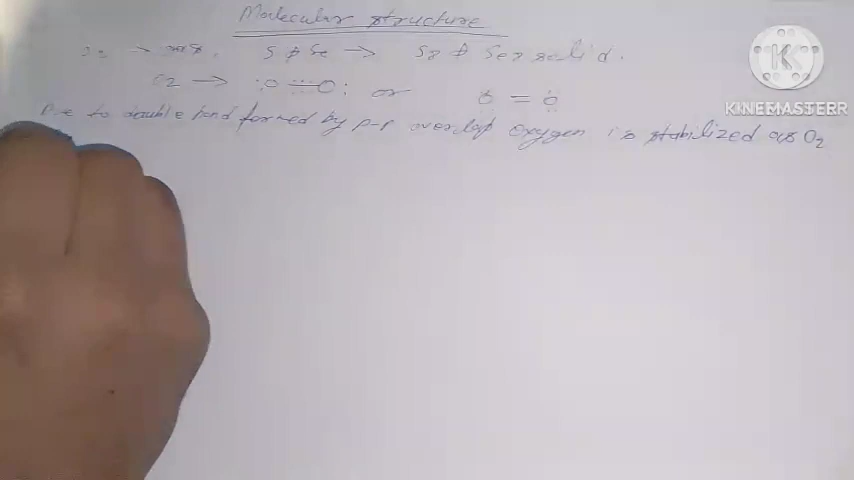 Molecular structure
O2 → gas. S & Se → S8 & Se8 solid.
O2 → :O=O: or O=O
Due to double bond formed by p-p overlap oxygen is stabilized as O2
KINEMASTER